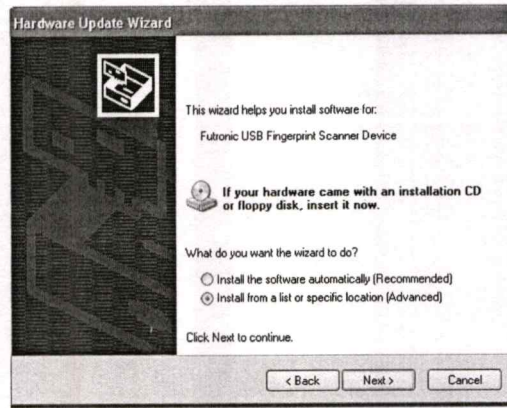 Hardware Update Wizard
This wizard helps you install software for:
Futronic USB Fingerprint Scanner Device
If your hardware came with an installation CD
or floppy disk, insert it now.
What do you want the wizard to do?
Install the software automatically (Recommended)
Install from a list or specific location (Advanced)
Click Next to continue.
< Back
Next >
Cancel